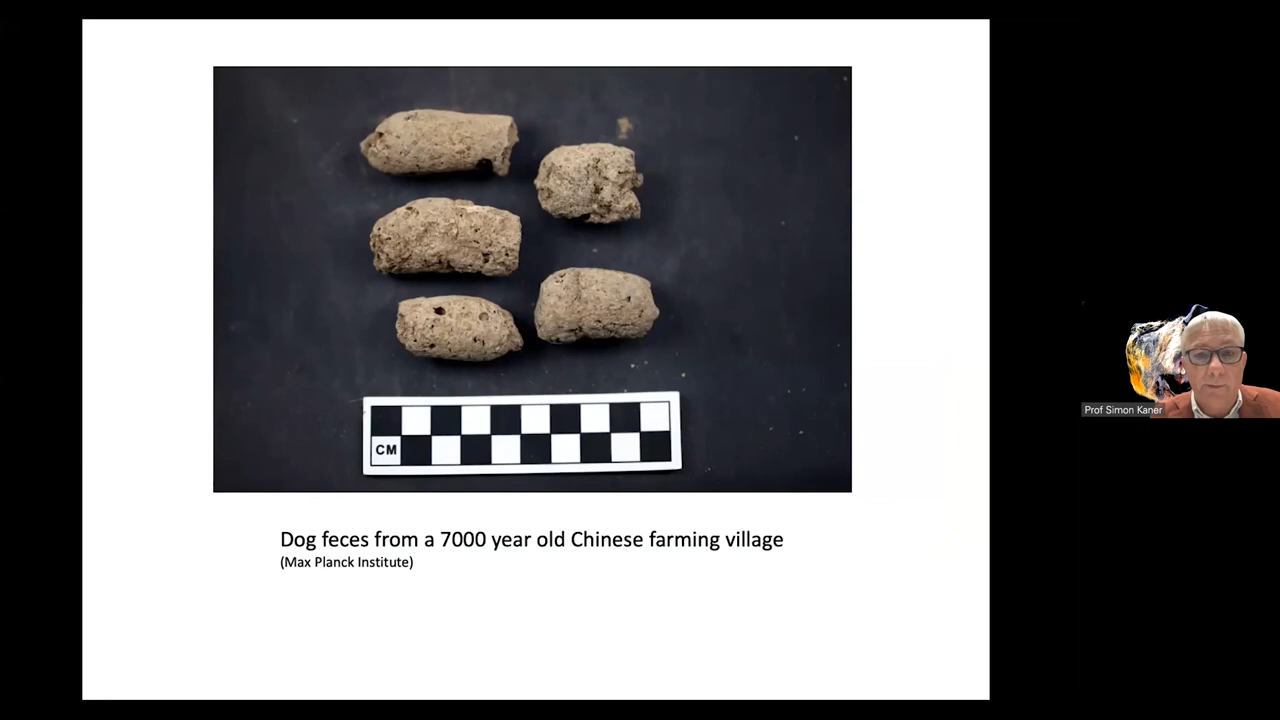 CM
Dog feces from a 7000 year old Chinese farming village
(Max Planck Institute)
Prof Simon Kaner